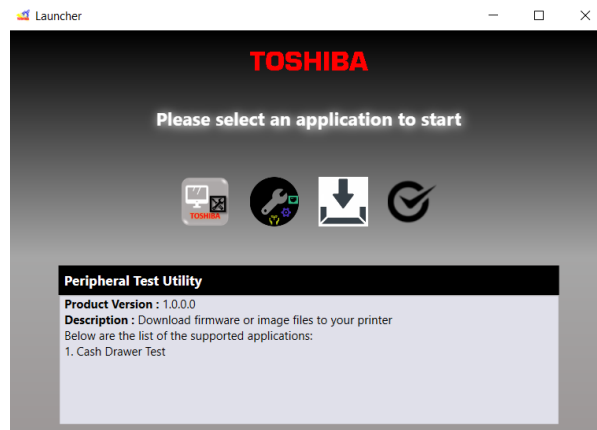 Launcher
TOSHIBA
Please select an application to start
TOSHIBA
Peripheral Test Utility
Product Version : 1.0.0.0
Description : Download firmware or image files to your printer
Below are the list of the supported applications:
1. Cash Drawer Test